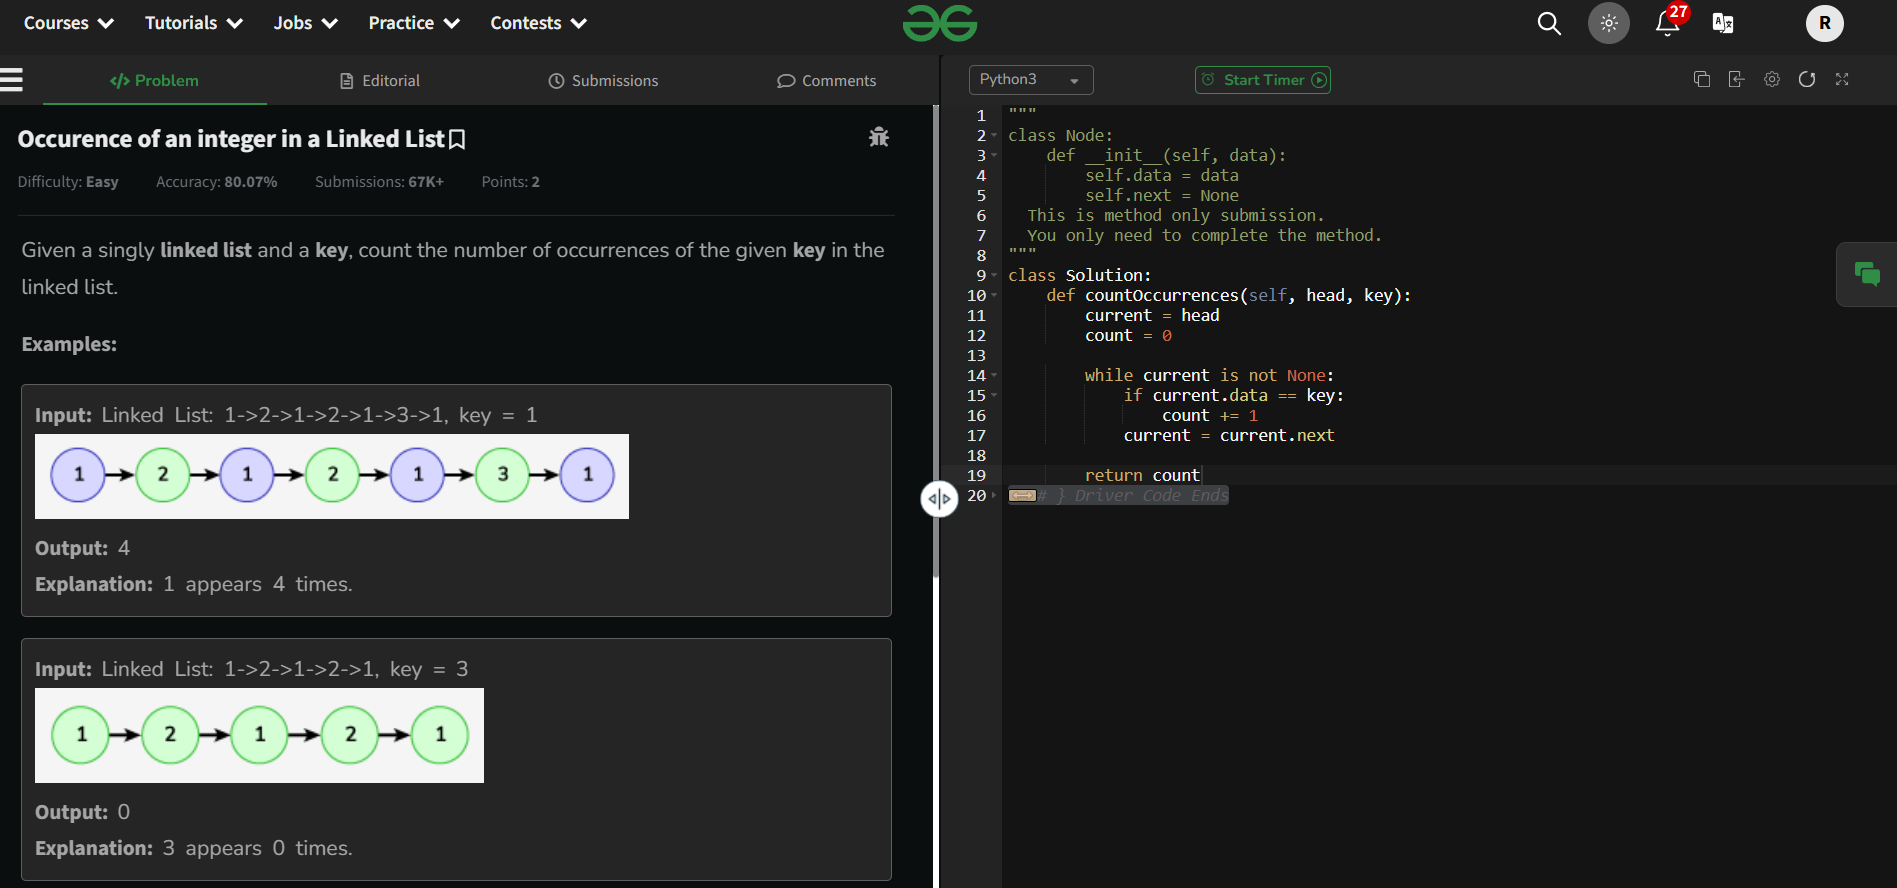 Courses Tutorials Jobs Practice Contests 27 R
</> Problem Editorial Submissions Comments
Occurence of an integer in a Linked List
Difficulty: Easy Accuracy: 80.07% Submissions: 67K+ Points: 2
Given a singly linked list and a key, count the number of occurrences of the given key in the
linked list.
Examples:
Input: Linked List: 1->2->1->2->1->3->1, key = 1
1 2 1 2 1 3 1
Output: 4
Explanation: 1 appears 4 times.
Input: Linked List: 1->2->1->2->1, key = 3
1 2 1 2 1
Output: 0
Explanation: 3 appears 0 times.
Python3 Start Timer
1 """
2 class Node:
3     def __init__(self, data):
4         self.data = data
5         self.next = None
6   This is method only submission.
7   You only need to complete the method.
8 """
9 class Solution:
10     def countOccurrences(self, head, key):
11         current = head
12         count = 0
13
14         while current is not None:
15             if current.data == key:
16                 count += 1
17             current = current.next
18
19         return count
20 # } Driver Code Ends